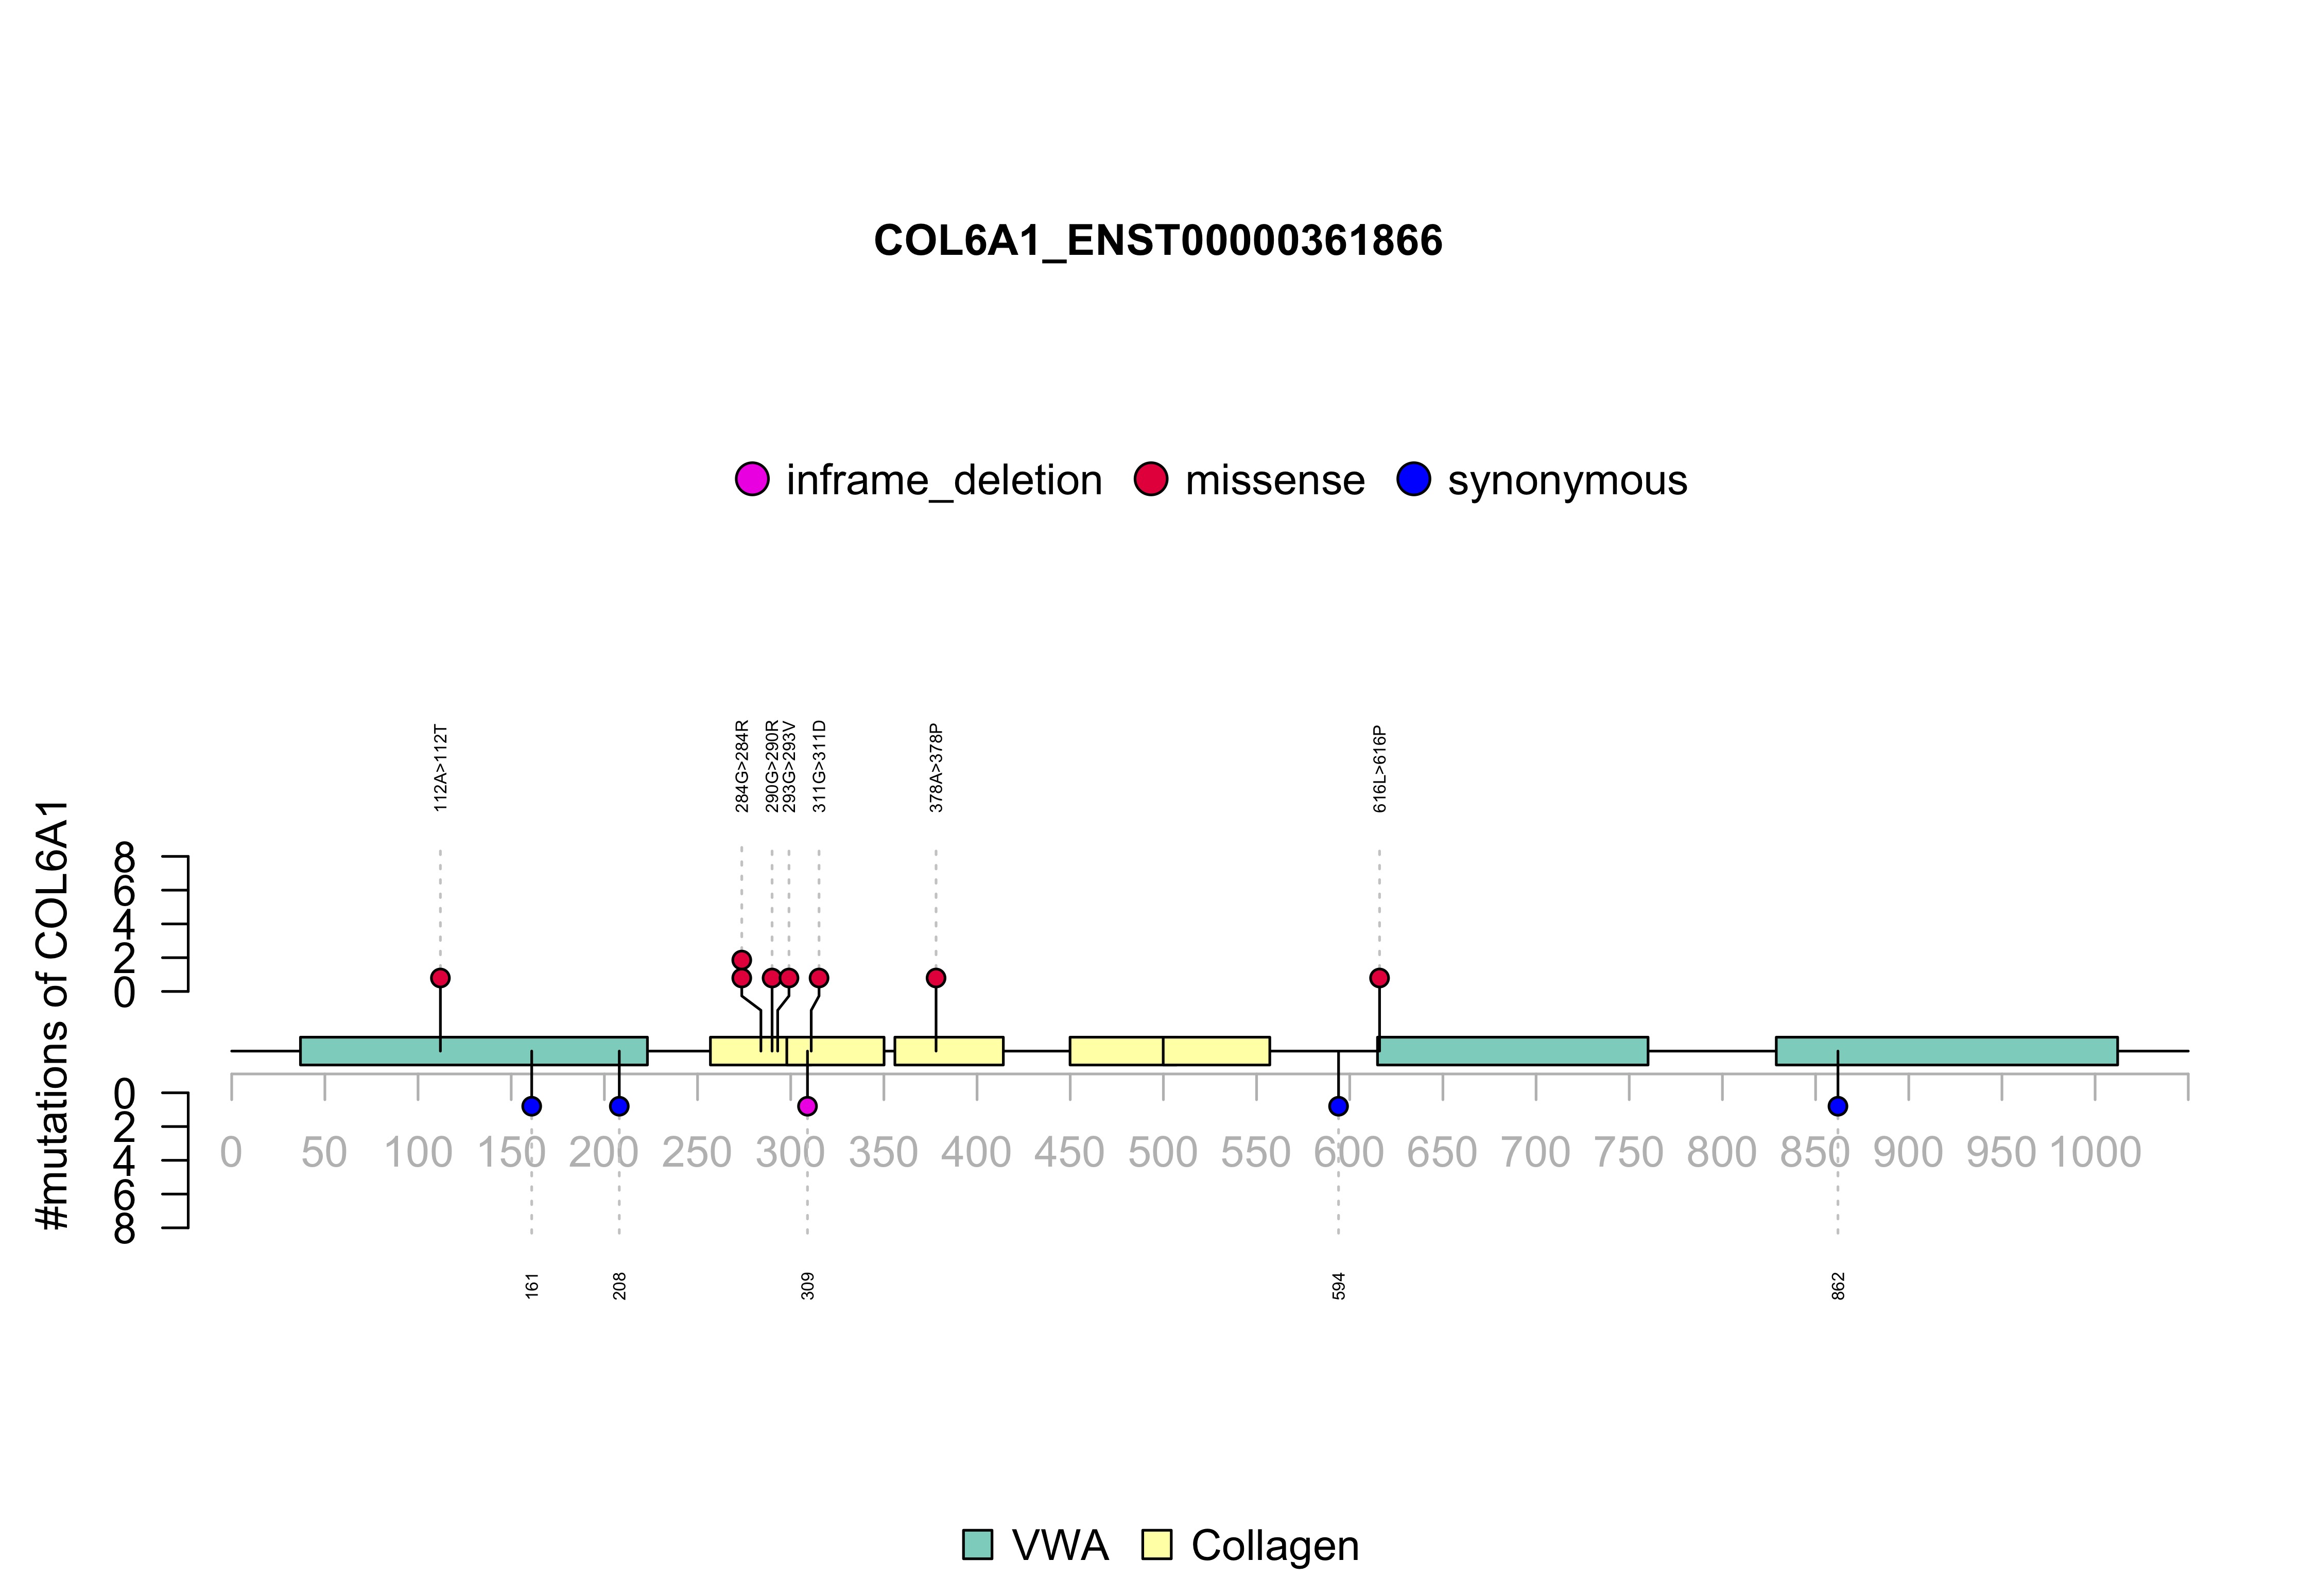 COL6A1_ENST00000361866
inframe_deletion missense synonymous
112A>112T
284G>284R
290G>290R
293G>293V
311G>311D
378A>378P
616L>616P
#mutations of COL6A1
8
6
4
2
0
0
2
4
6
8
0 50 100 150 200 250 300 350 400 450 500 550 600 650 700 750 800 850 900 950 1000
161
208
309
594
862
VWA Collagen